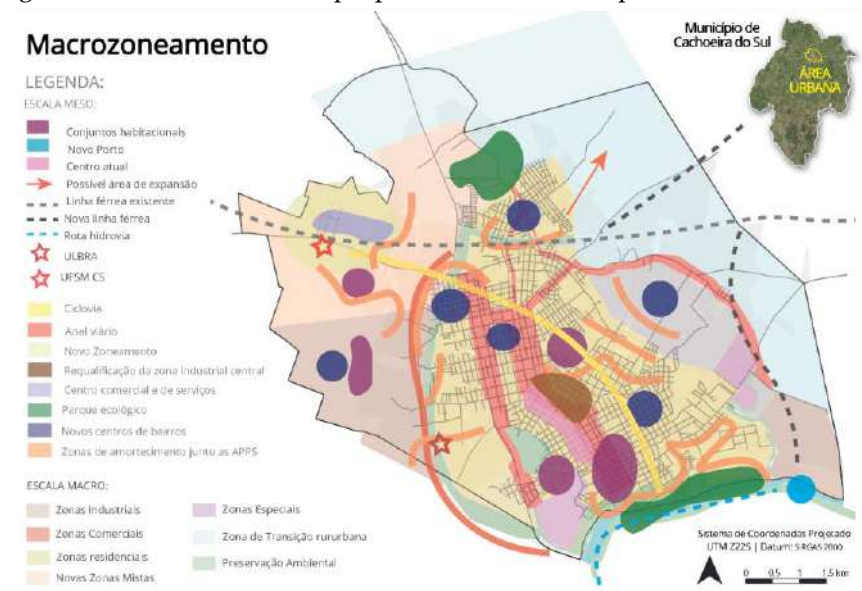 Macrozoneamento
LEGENDA:
ESCALA MESO:
Conjuntos habitacionais
Novo Porto
Centro atual
Possível área de expansão
Linha férrea existente
Nova linha férrea
Rota hidrovia
ULBRA
UFSM CS
Ciclovia
Anel viário
Novo Zoneamento
Requalificação da zona industrial central
Centro comercial e de serviços
Parque ecológico
Novos centros de bairros
Zonas de amortecimento junto as APPS
ESCALA MACRO:
Zonas industriais
Zonas Comerciais
Zonas residenciais
Novas Zonas Mistas
Zonas Especiais
Zona de Transição rururbana
Preservação Ambiental
Município de
Cachoeira do Sul
ÁREA
URBANA
Sistema de Coordenadas Projetado
UTM Z22S | Datum: SIRGAS 2000
0 0,5 1 1,5 km